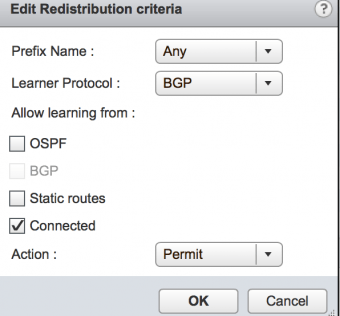 Edit Redistribution criteria ?
Prefix Name : Any
Learner Protocol : BGP
Allow learning from :
OSPF
BGP
Static routes
Connected
Action : Permit
OK Cancel